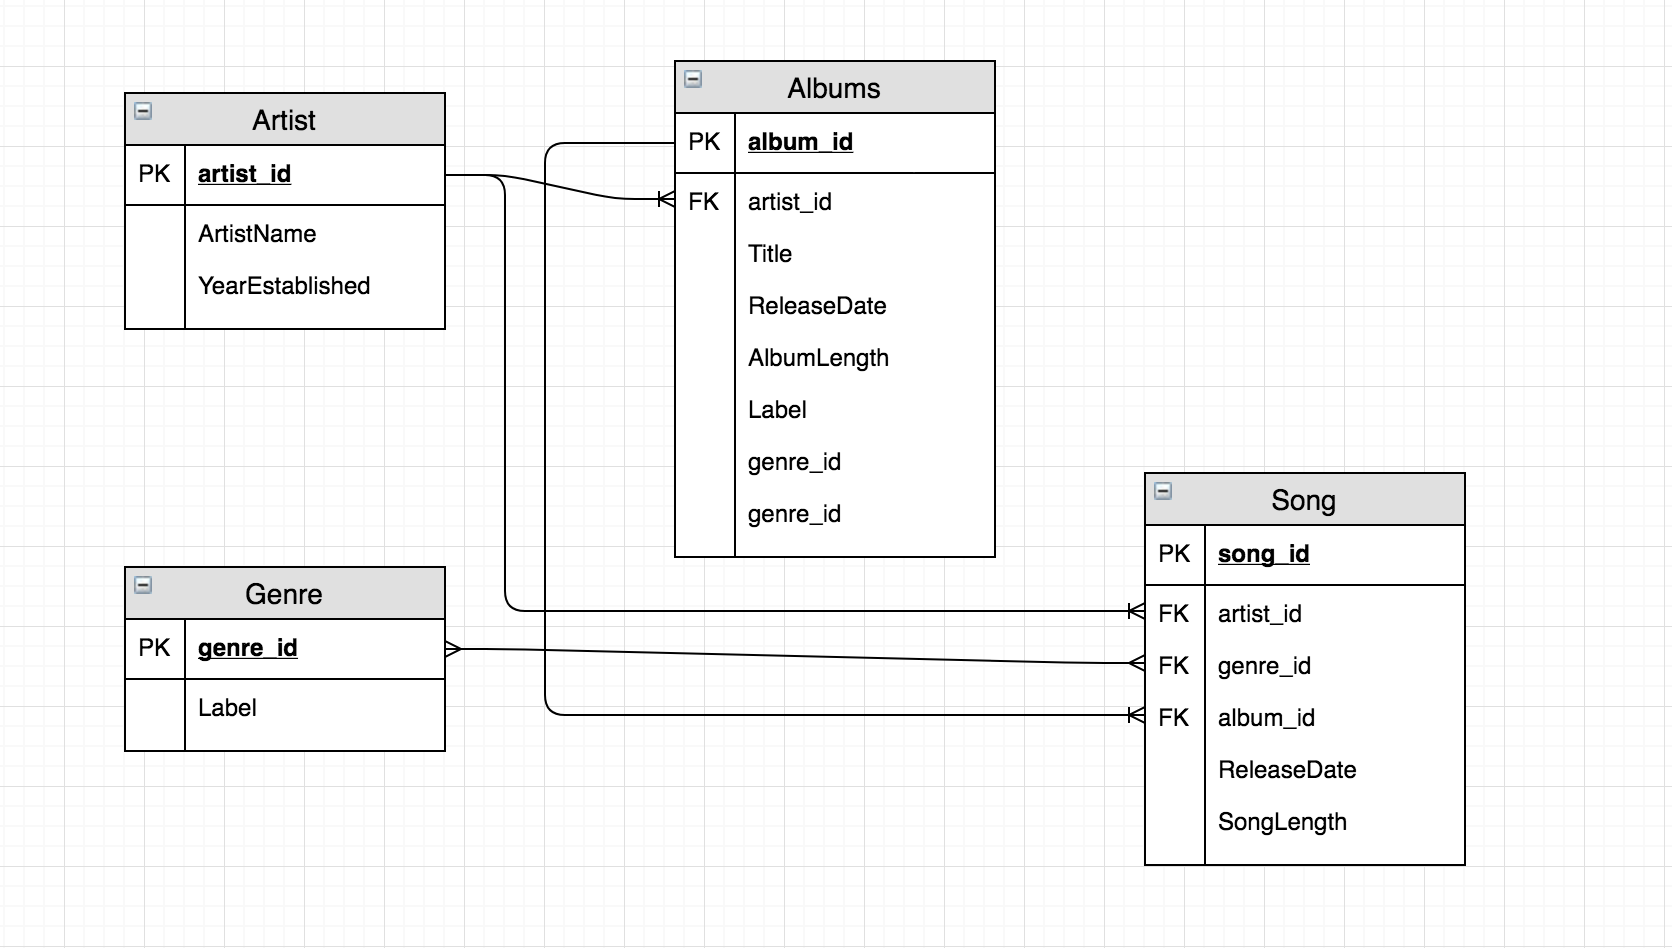 Artist
PK artist_id
ArtistName
YearEstablished
Albums
PK album_id
FK artist_id
Title
ReleaseDate
AlbumLength
Label
genre_id
genre_id
Genre
PK genre_id
Label
Song
PK song_id
FK artist_id
FK genre_id
FK album_id
ReleaseDate
SongLength